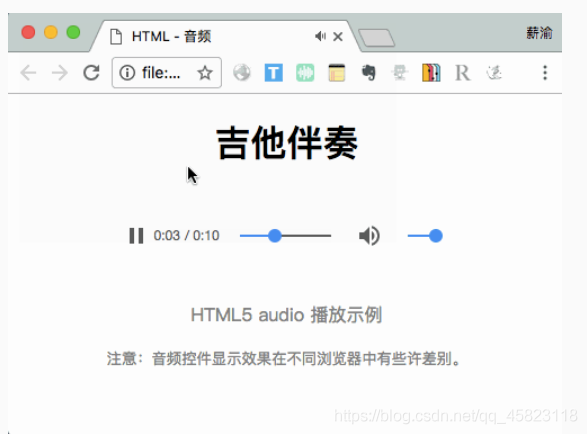 HTML - 音频
薪渝
file:...
吉他伴奏
0:03 / 0:10
HTML5 audio 播放示例
注意：音频控件显示效果在不同浏览器中有些许差别。
https://blog.csdn.net/qq_45823118